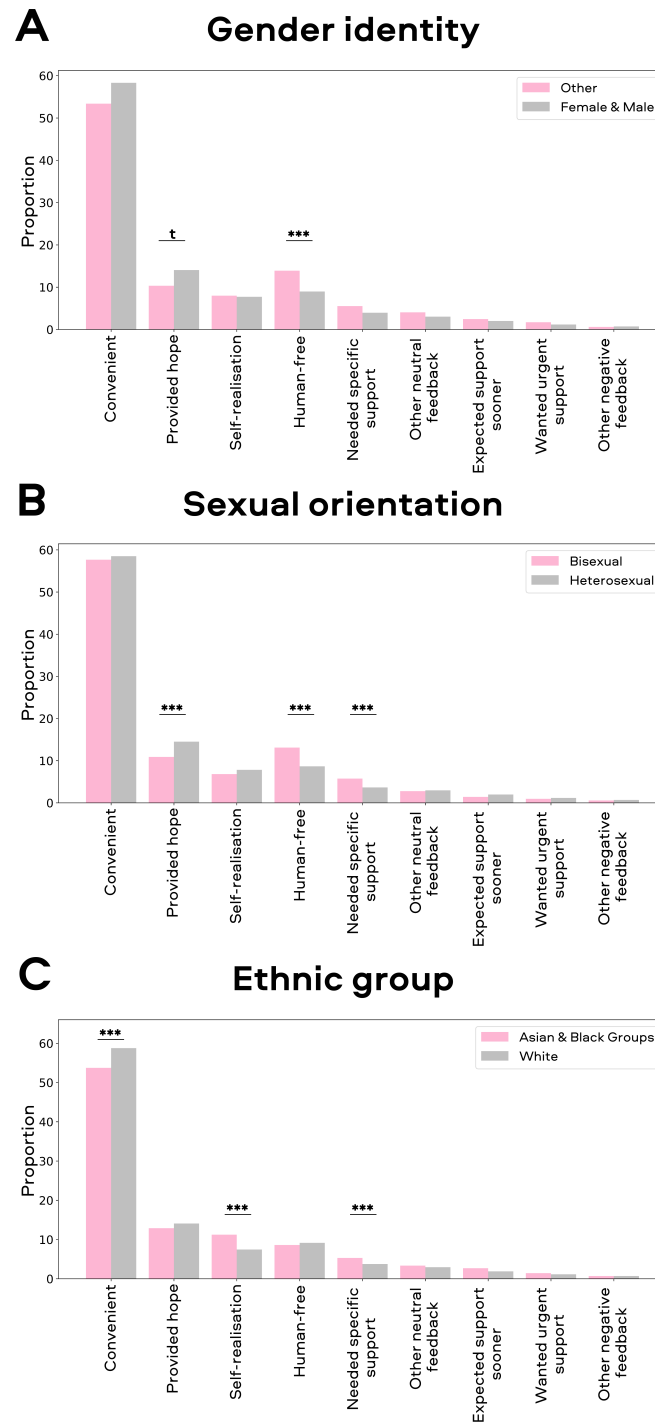 A
Gender identity
60
50
40
30
20
10
0
Proportion
Other
Female & Male
t
***
Convenient
Provided hope
Self-realisation
Human-free
Needed specific
support
Other neutral
feedback
Expected support
sooner
Wanted urgent
support
Other negative
feedback
B
Sexual orientation
60
50
40
30
20
10
0
Proportion
Bisexual
Heterosexual
***
***
***
Convenient
Provided hope
Self-realisation
Human-free
Needed specific
support
Other neutral
feedback
Expected support
sooner
Wanted urgent
support
Other negative
feedback
C
Ethnic group
60
50
40
30
20
10
0
Proportion
Asian & Black Groups
White
***
***
***
Convenient
Provided hope
Self-realisation
Human-free
Needed specific
support
Other neutral
feedback
Expected support
sooner
Wanted urgent
support
Other negative
feedback